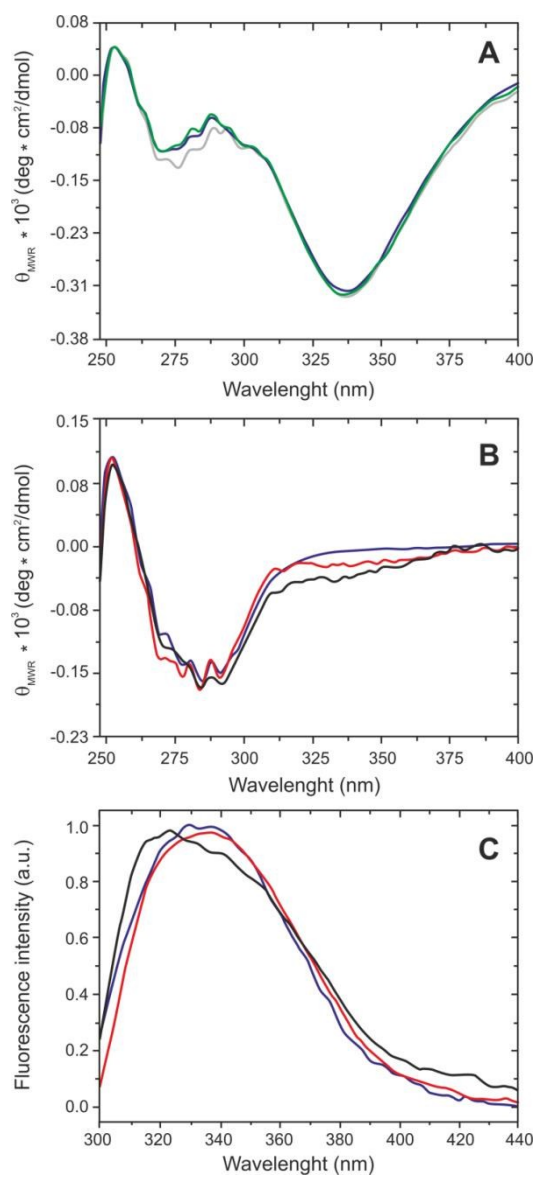 A
0.08
0.00
-0.08
-0.15
-0.23
-0.31
-0.38
θMWR * 10³ (deg * cm²/dmol)
250 275 300 325 350 375 400
Wavelenght (nm)
B
0.15
0.08
0.00
-0.08
-0.15
-0.23
θMWR * 10³ (deg * cm²/dmol)
250 275 300 325 350 375 400
Wavelenght (nm)
C
1.0
0.8
0.6
0.4
0.2
0.0
Fluorescence intensity (a.u.)
300 320 340 360 380 400 420 440
Wavelenght (nm)